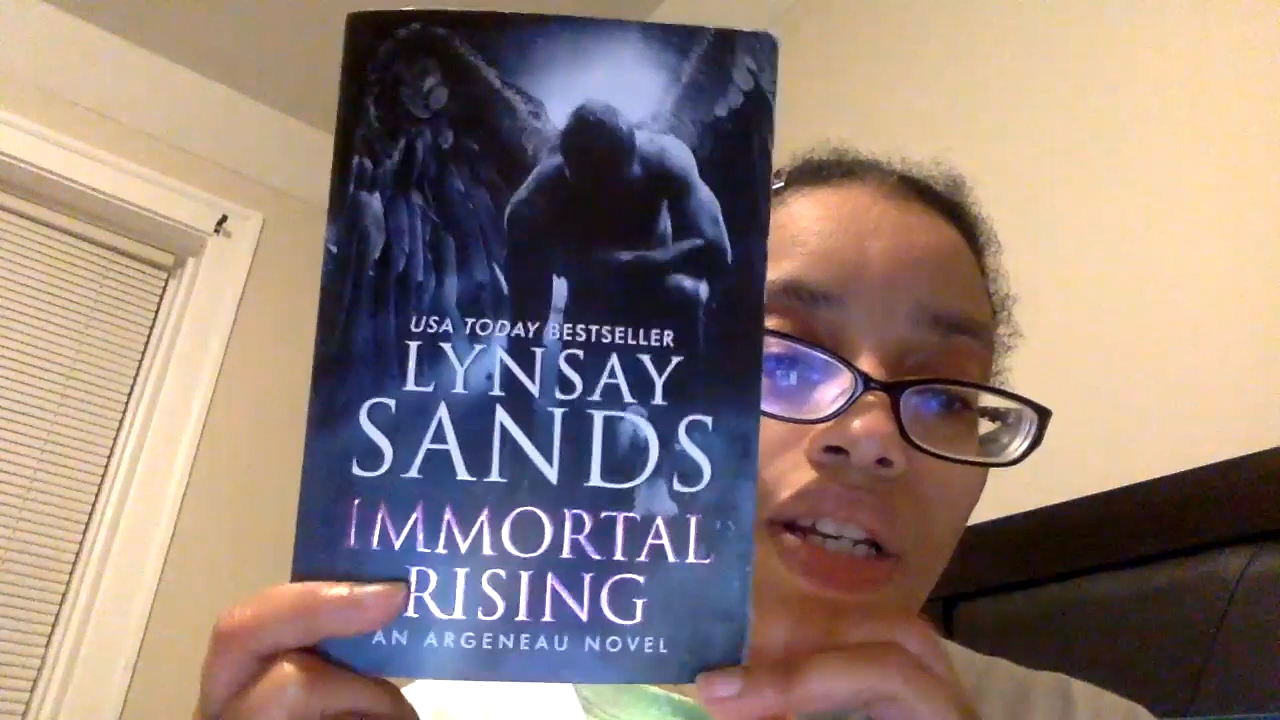 USA TODAY BESTSELLER
LYNSAY
SANDS
IMMORTAL
RISING
AN ARGENEAU NOVEL